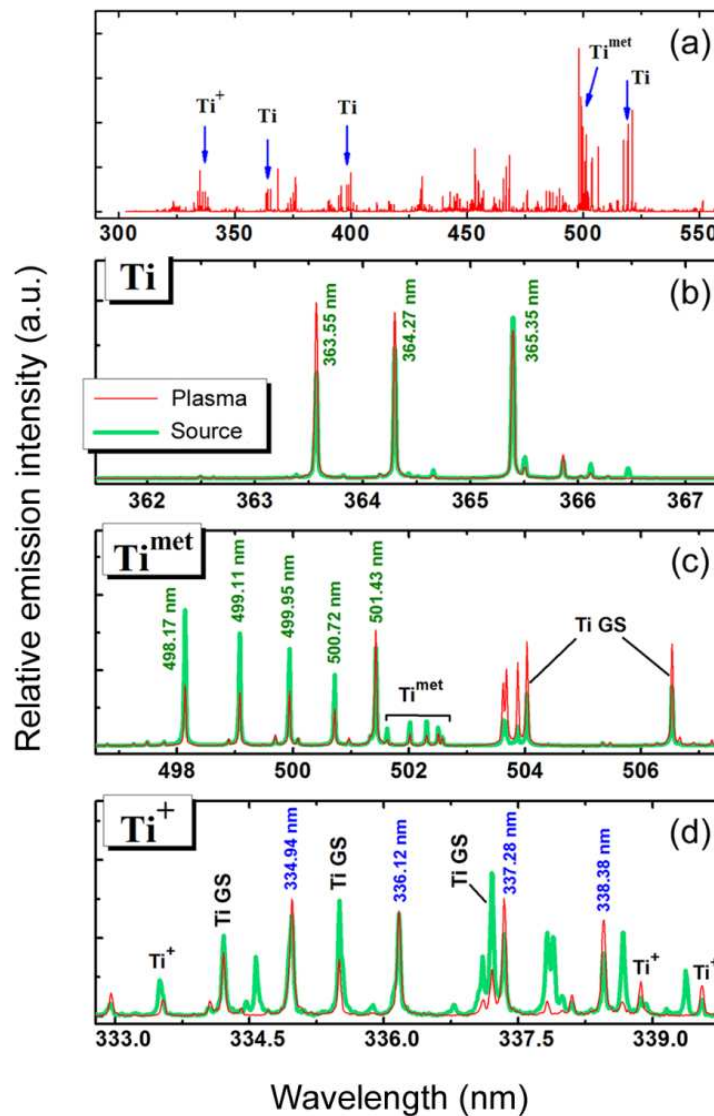 (a)
Ti⁺
Ti
Ti
Tiᵐᵉᵗ
Ti
300 350 400 450 500 550
Relative emission intensity (a.u.)
Ti
(b)
363.55 nm
364.27 nm
365.35 nm
Plasma
Source
362 363 364 365 366 367
Tiᵐᵉᵗ
(c)
498.17 nm
499.11 nm
499.95 nm
500.72 nm
501.43 nm
Tiᵐᵉᵗ
Ti GS
498 500 502 504 506
Ti⁺
(d)
Ti⁺
Ti GS
334.94 nm
Ti GS
336.12 nm
Ti GS
337.28 nm
338.38 nm
Ti⁺
Ti⁺
333.0 334.5 336.0 337.5 339.0
Wavelength (nm)